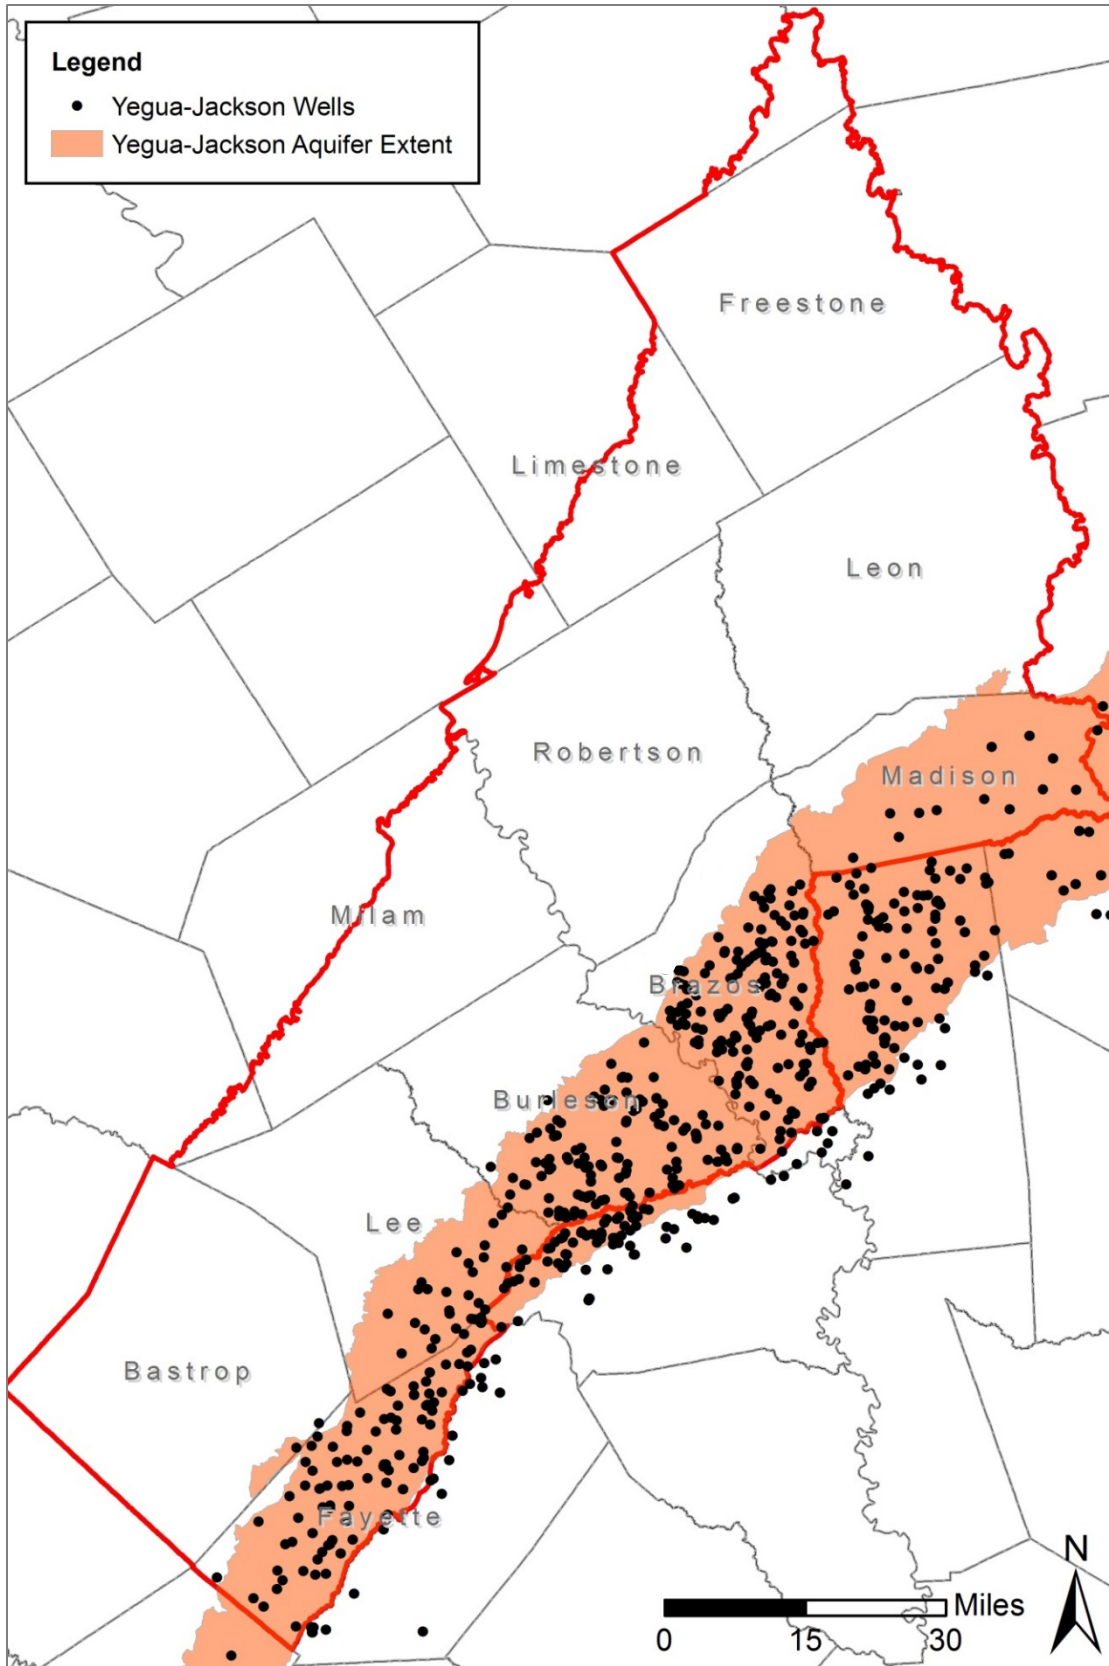 Legend
Yegua-Jackson Wells
Yegua-Jackson Aquifer Extent
Freestone
Limestone
Leon
Robertson
Madison
Milam
Brazos
Burleson
Lee
Bastrop
Fayette
N
Miles
0 15 30